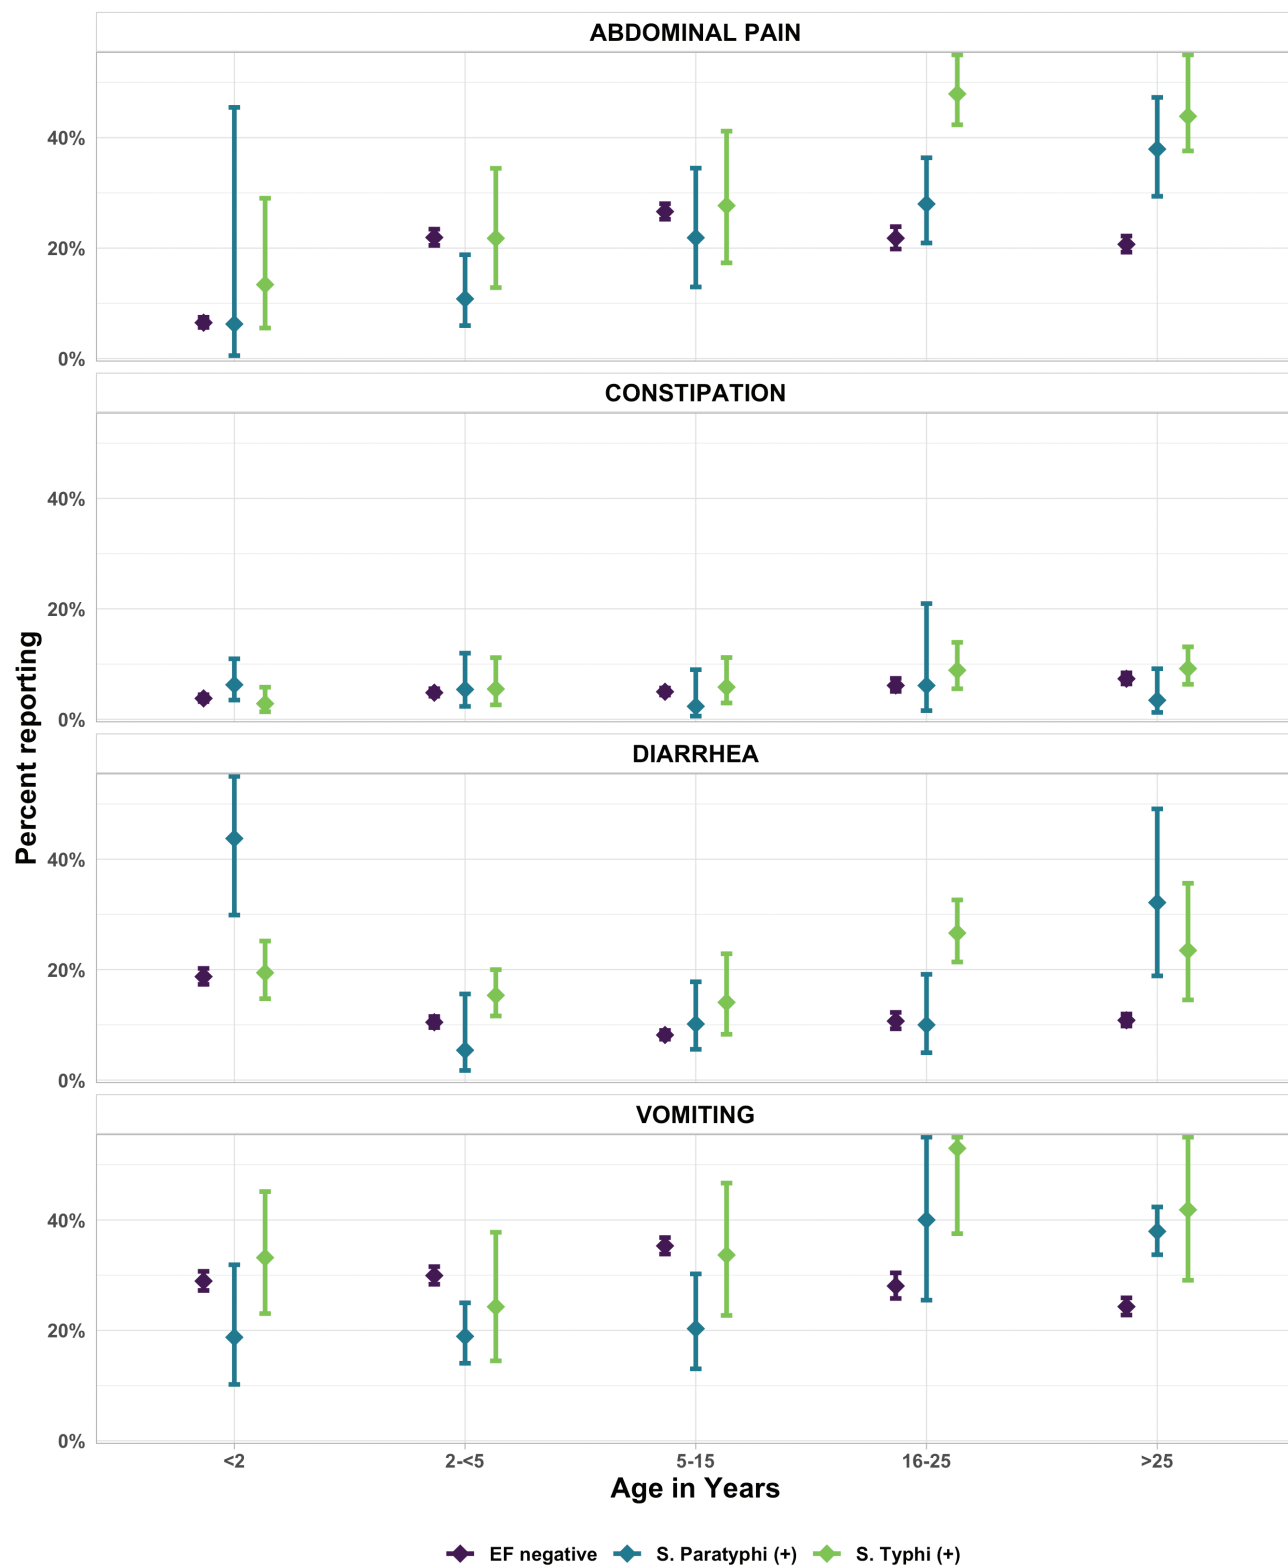 ABDOMINAL PAIN
40%
20%
0%
CONSTIPATION
40%
20%
0%
DIARRHEA
40%
20%
0%
VOMITING
40%
20%
0%
Percent reporting
<2 2-<5 5-15 16-25 >25
Age in Years
EF negative S. Paratyphi (+) S. Typhi (+)